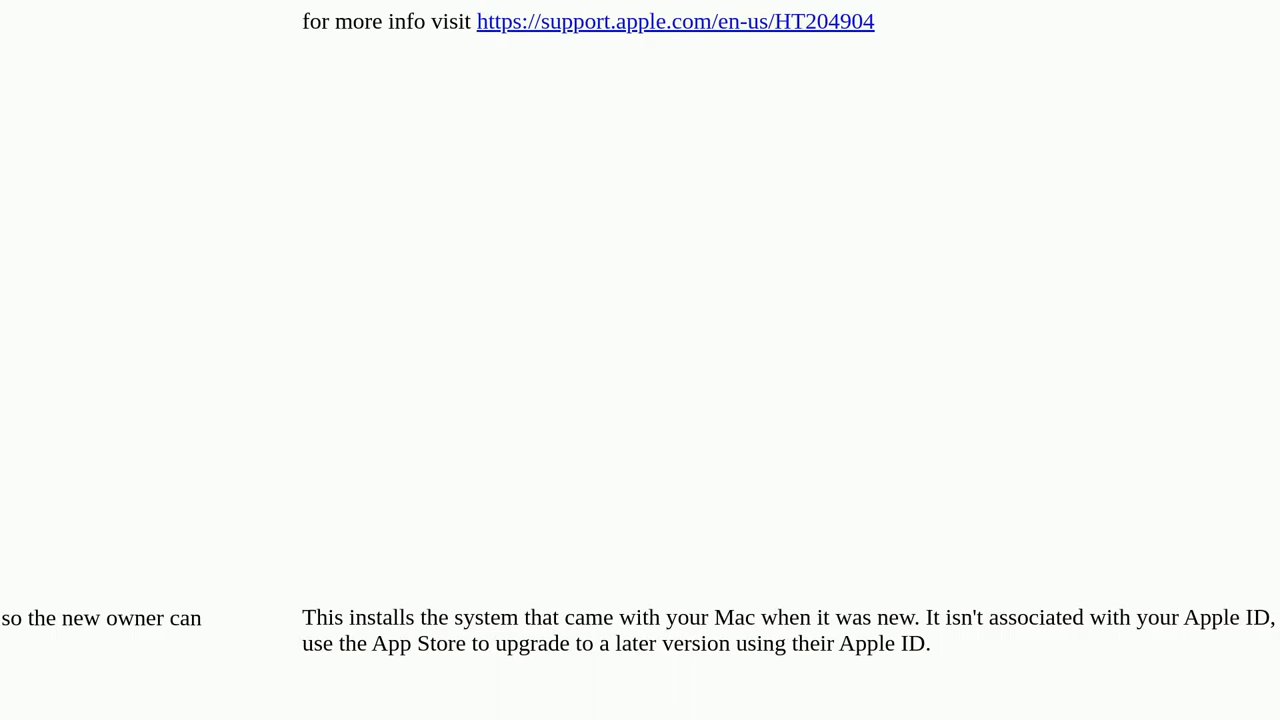 for more info visit https://support.apple.com/en-us/HT204904
This installs the system that came with your Mac when it was new. It isn't associated with your Apple ID,
so the new owner can
use the App Store to upgrade to a later version using their Apple ID.